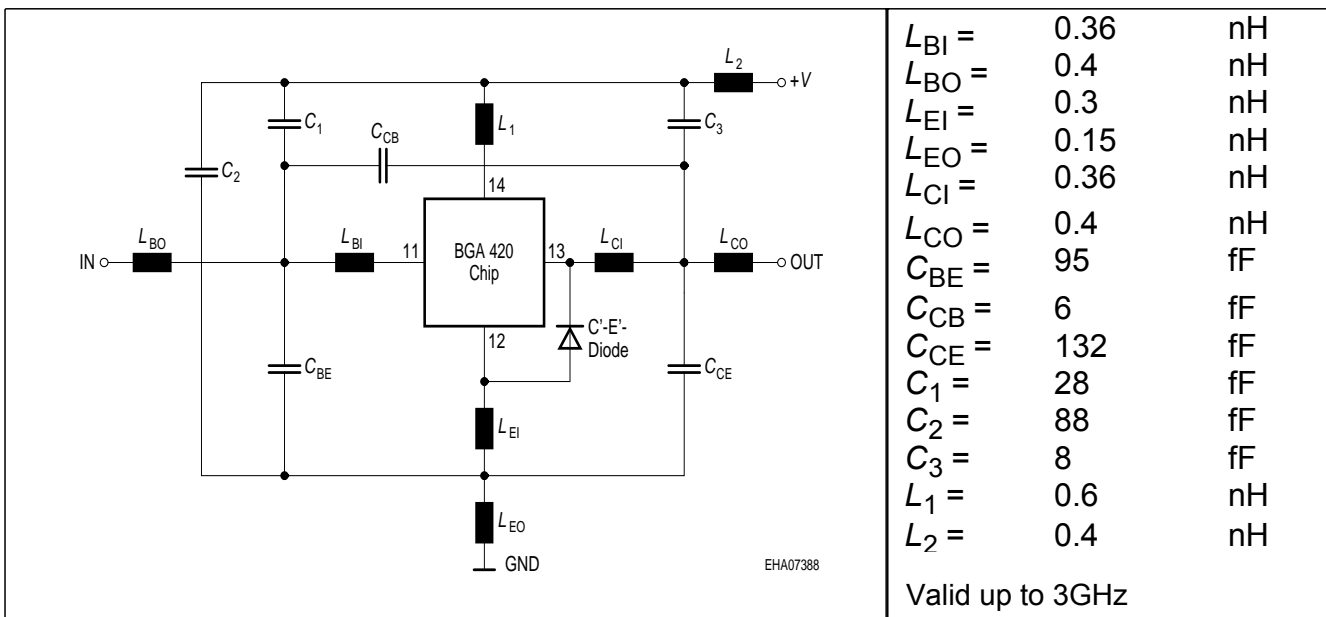 L2
+V
C1
L1
C3
CCB
C2
14
LBO
LBI
LCI
LCO
IN
11
BGA 420
Chip
13
OUT
12
C'-E'-
Diode
CBE
CCE
LEI
LEO
GND
EHA07388
LBI = 0.36 nH
LBO = 0.4 nH
LEI = 0.3 nH
LEO = 0.15 nH
LCI = 0.36 nH
LCO = 0.4 nH
CBE = 95 fF
CCB = 6 fF
CCE = 132 fF
C1 = 28 fF
C2 = 88 fF
C3 = 8 fF
L1 = 0.6 nH
L2 = 0.4 nH
Valid up to 3GHz